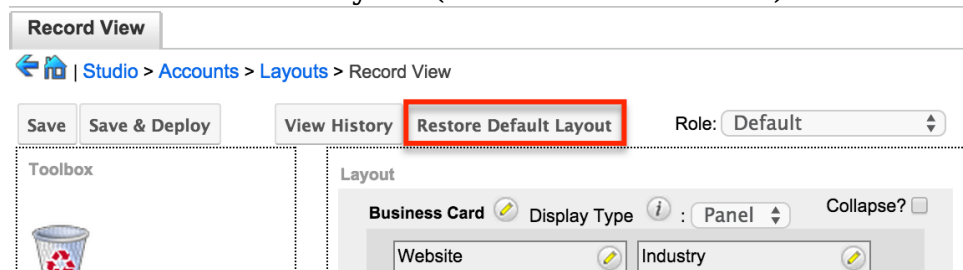 Record View
| Studio > Accounts > Layouts > Record View
Save Save & Deploy View History Restore Default Layout Role: Default
Toolbox
Layout
Business Card Display Type i : Panel Collapse?
Website Industry